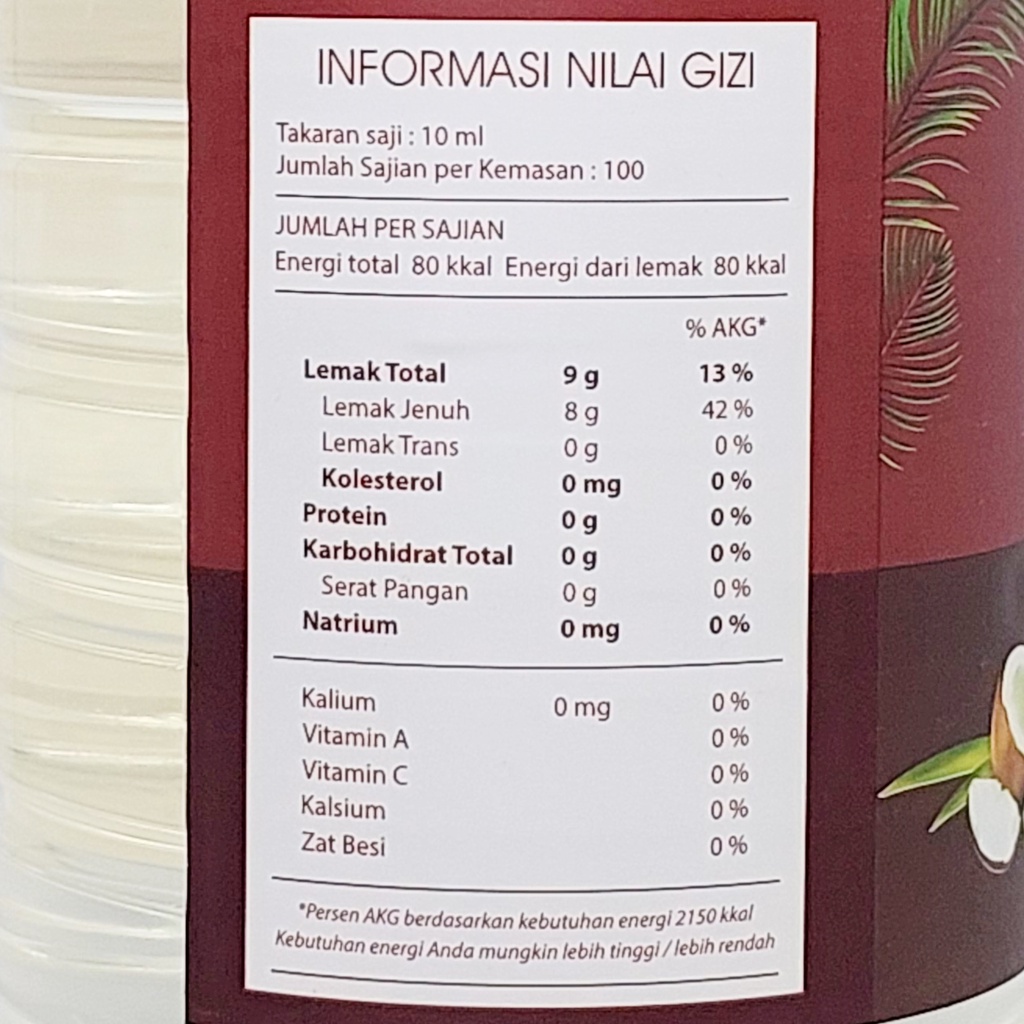 INFORMASI NILAI GIZI
Takaran saji : 10 ml
Jumlah Sajian per Kemasan : 100
JUMLAH PER SAJIAN
Energi total 80 kkal Energi dari lemak 80 kkal
% AKG*
Lemak Total 9 g 13 %
Lemak Jenuh 8 g 42 %
Lemak Trans 0 g 0 %
Kolesterol 0 mg 0 %
Protein 0 g 0 %
Karbohidrat Total 0 g 0 %
Serat Pangan 0 g 0 %
Natrium 0 mg 0 %
Kalium 0 mg 0 %
Vitamin A 0 %
Vitamin C 0 %
Kalsium 0 %
Zat Besi 0 %
*Persen AKG berdasarkan kebutuhan energi 2150 kkal
Kebutuhan energi Anda mungkin lebih tinggi / lebih rendah